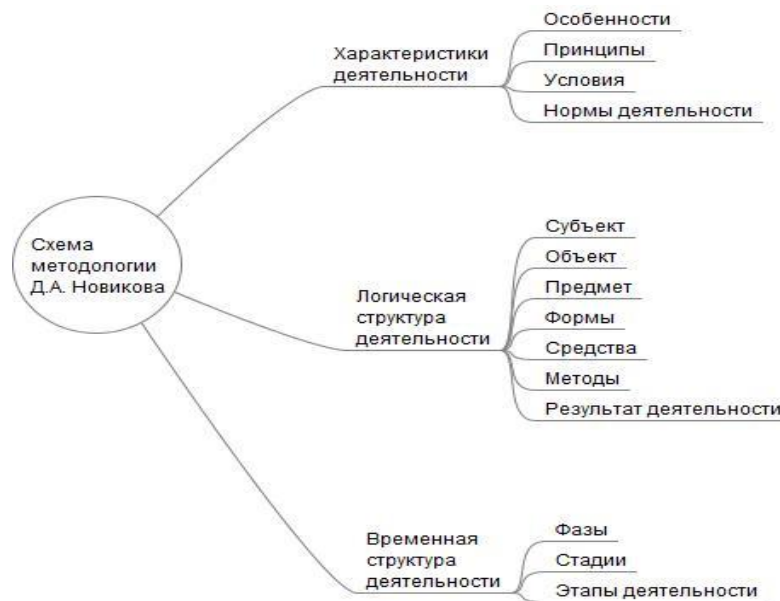 Схема
методологии
Д.А. Новикова
Характеристики
деятельности
Особенности
Принципы
Условия
Нормы деятельности
Логическая
структура
деятельности
Субъект
Объект
Предмет
Формы
Средства
Методы
Результат деятельности
Временная
структура
деятельности
Фазы
Стадии
Этапы деятельности